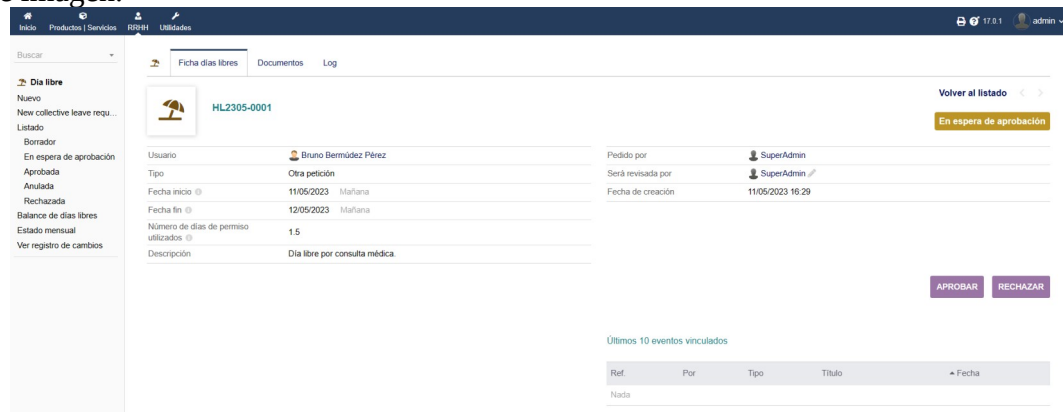 Inicio Productos | Servicios RRHH Utilidades
17.0.1 admin
Buscar
Día libre
Nuevo
New collective leave requ...
Listado
Borrador
En espera de aprobación
Aprobada
Anulada
Rechazada
Balance de días libres
Estado mensual
Ver registro de cambios
Ficha días libres Documentos Log
HL2305-0001
Volver al listado
En espera de aprobación
Usuario Bruno Bermúdez Pérez
Tipo Otra petición
Fecha inicio 11/05/2023 Mañana
Fecha fin 12/05/2023 Mañana
Número de días de permiso
utilizados 1.5
Descripción Día libre por consulta médica.
Pedido por SuperAdmin
Será revisada por SuperAdmin
Fecha de creación 11/05/2023 16:29
APROBAR RECHAZAR
Últimos 10 eventos vinculados
Ref. Por Tipo Título Fecha
Nada